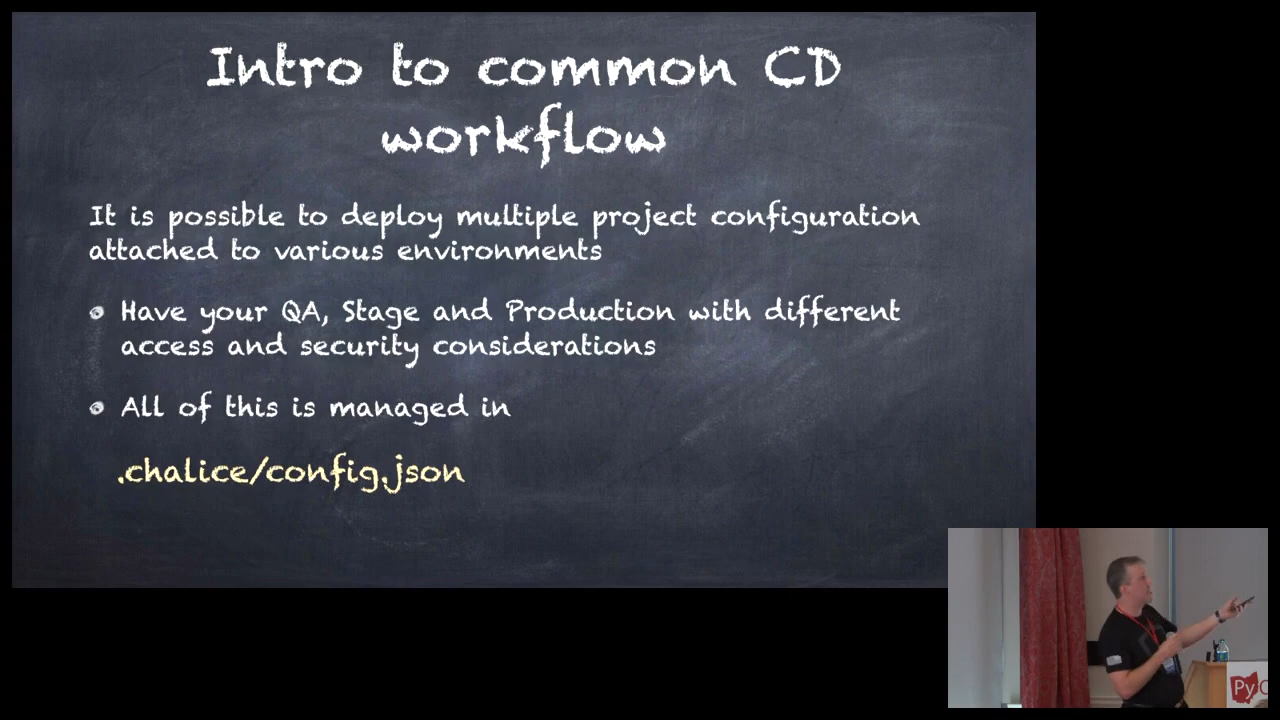 Intro to common CD
workflow
It is possible to deploy multiple project configuration
attached to various environments
Have your QA, Stage and Production with different
access and security considerations
All of this is managed in
.chalice/config.json
Py